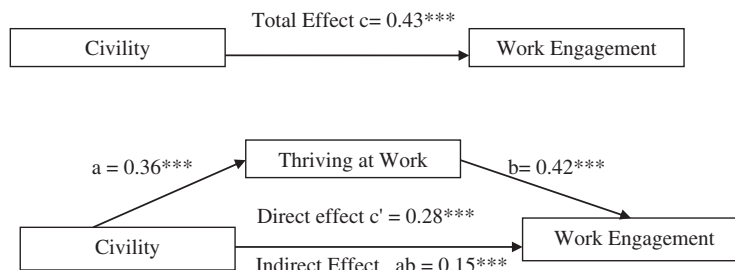 Total Effect c= 0.43***
Civility
Work Engagement
Thriving at Work
a = 0.36***
b= 0.42***
Direct effect c' = 0.28***
Civility
Work Engagement
Indirect Effect ab = 0.15***